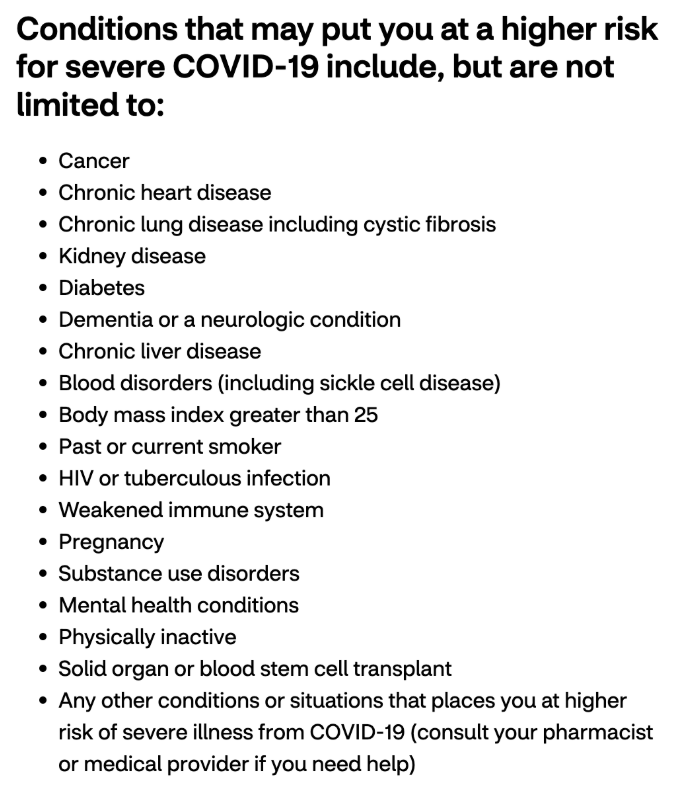 Conditions that may put you at a higher risk
for severe COVID-19 include, but are not
limited to:
• Cancer
• Chronic heart disease
• Chronic lung disease including cystic fibrosis
• Kidney disease
• Diabetes
• Dementia or a neurologic condition
• Chronic liver disease
• Blood disorders (including sickle cell disease)
• Body mass index greater than 25
• Past or current smoker
• HIV or tuberculous infection
• Weakened immune system
• Pregnancy
• Substance use disorders
• Mental health conditions
• Physically inactive
• Solid organ or blood stem cell transplant
• Any other conditions or situations that places you at higher
risk of severe illness from COVID-19 (consult your pharmacist
or medical provider if you need help)